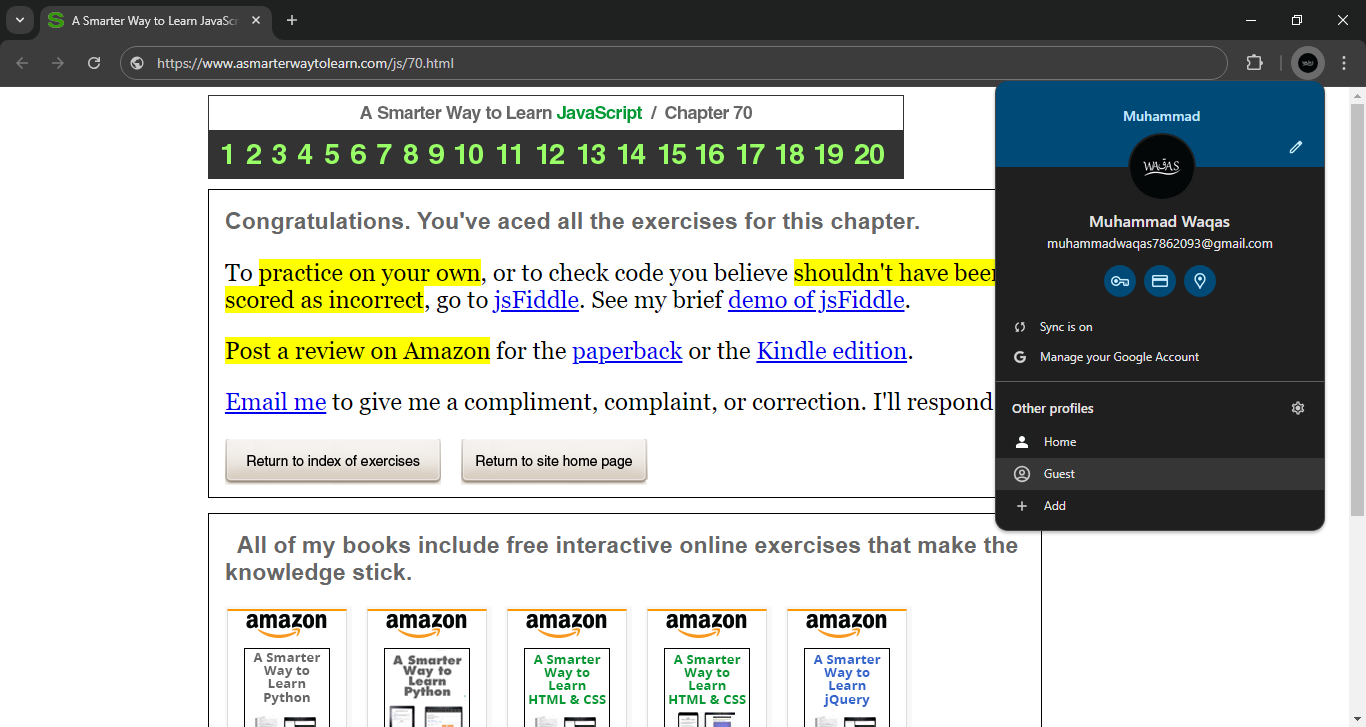 A Smarter Way to Learn JavaScr
https://www.asmarterwaytolearn.com/js/70.html
A Smarter Way to Learn JavaScript / Chapter 70
1 2 3 4 5 6 7 8 9 10 11 12 13 14 15 16 17 18 19 20
Congratulations. You've aced all the exercises for this chapter.
To practice on your own, or to check code you believe shouldn't have been
scored as incorrect, go to jsFiddle. See my brief demo of jsFiddle.
Post a review on Amazon for the paperback or the Kindle edition.
Email me to give me a compliment, complaint, or correction. I'll respond
Return to index of exercises
Return to site home page
Muhammad
WAQAS
Muhammad Waqas
muhammadwaqas7862093@gmail.com
Sync is on
G
Manage your Google Account
Other profiles
Home
Guest
Add
All of my books include free interactive online exercises that make the
knowledge stick.
amazon
A Smarter
Way to
Learn
Python
amazon
A Smarter
Way to
Learn
Python
amazon
A Smarter
Way to
Learn
HTML & CSS
amazon
A Smarter
Way to
Learn
HTML & CSS
amazon
A Smarter
Way to
Learn
jQuery